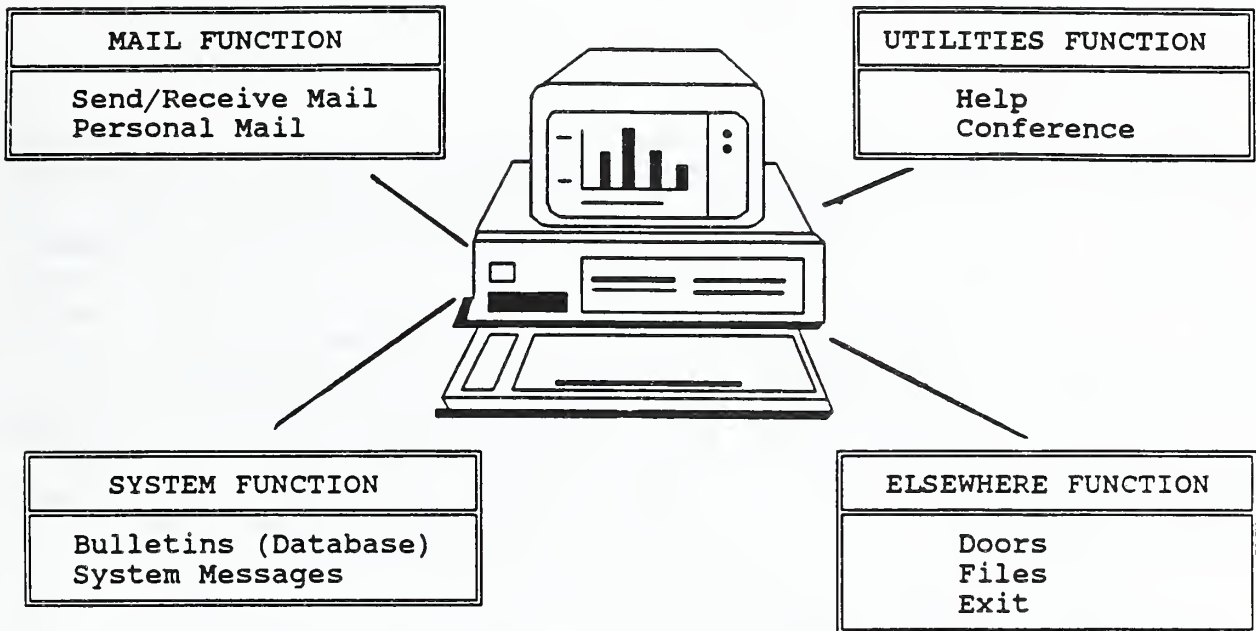 MAIL FUNCTION
Send/Receive Mail
Personal Mail
UTILITIES FUNCTION
Help
Conference
SYSTEM FUNCTION
Bulletins (Database)
System Messages
ELSEWHERE FUNCTION
Doors
Files
Exit